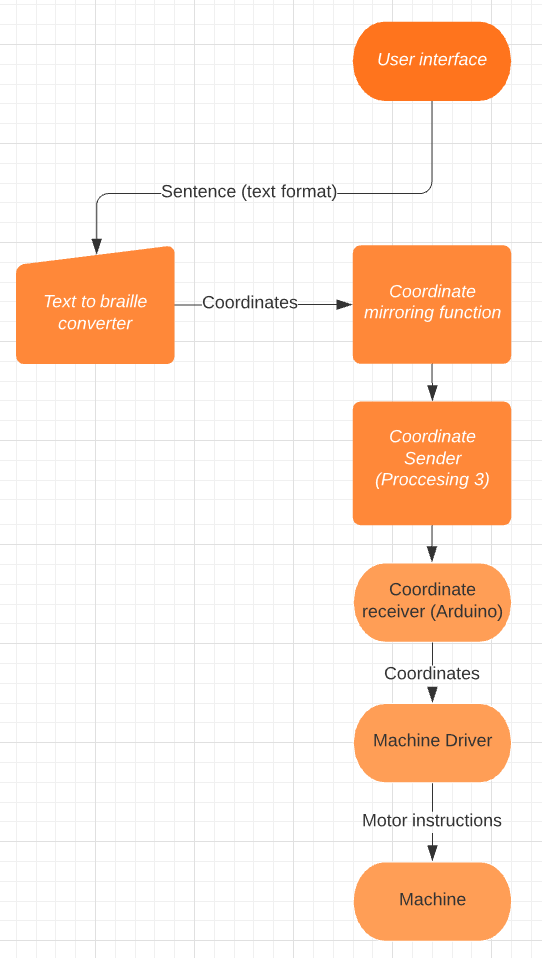 User interface
Sentence (text format)
Text to braille
converter
Coordinates
Coordinate
mirroring function
Coordinate
Sender
(Proccesing 3)
Coordinate
receiver (Arduino)
Coordinates
Machine Driver
Motor instructions
Machine